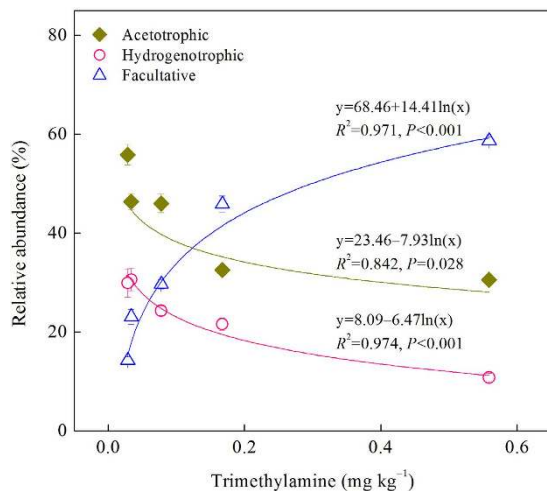 80
60
40
20
0
Relative abundance (%)
Acetotrophic
Hydrogenotrophic
Facultative
y=68.46+14.41ln(x)
R²=0.971, P<0.001
y=23.46–7.93ln(x)
R²=0.842, P=0.028
y=8.09–6.47ln(x)
R²=0.974, P<0.001
0.0 0.2 0.4 0.6
Trimethylamine (mg kg⁻¹)